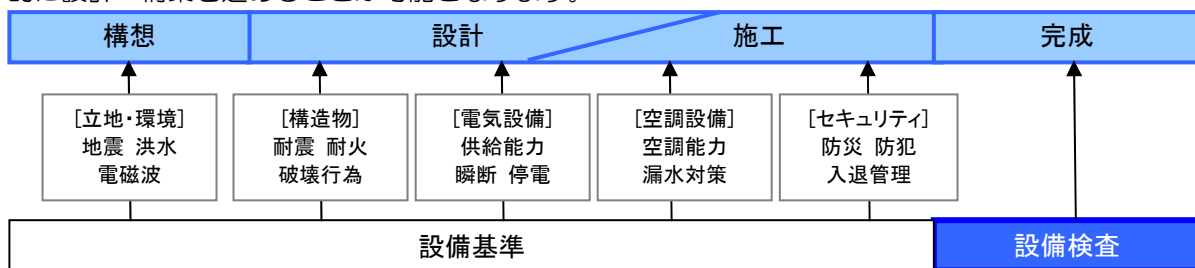 構想 設計 施工 完成
[立地・環境] [構造物] [電気設備] [空調設備] [セキュリティ]
地震 洪水 耐震 耐火 供給能力 空調能力 防災 防犯
電磁波 破壊行為 瞬断 停電 漏水対策 入退管理
設備基準 設備検査